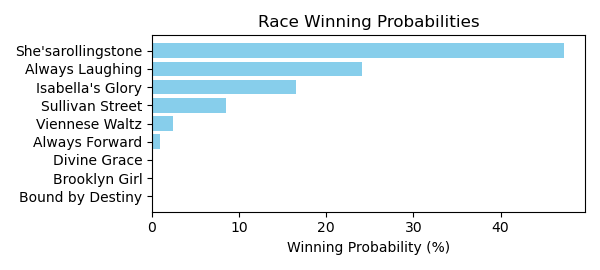 Race Winning Probabilities
She'sarollingstone
Always Laughing
Isabella's Glory
Sullivan Street
Viennese Waltz
Always Forward
Divine Grace
Brooklyn Girl
Bound by Destiny
0 10 20 30 40
Winning Probability (%)